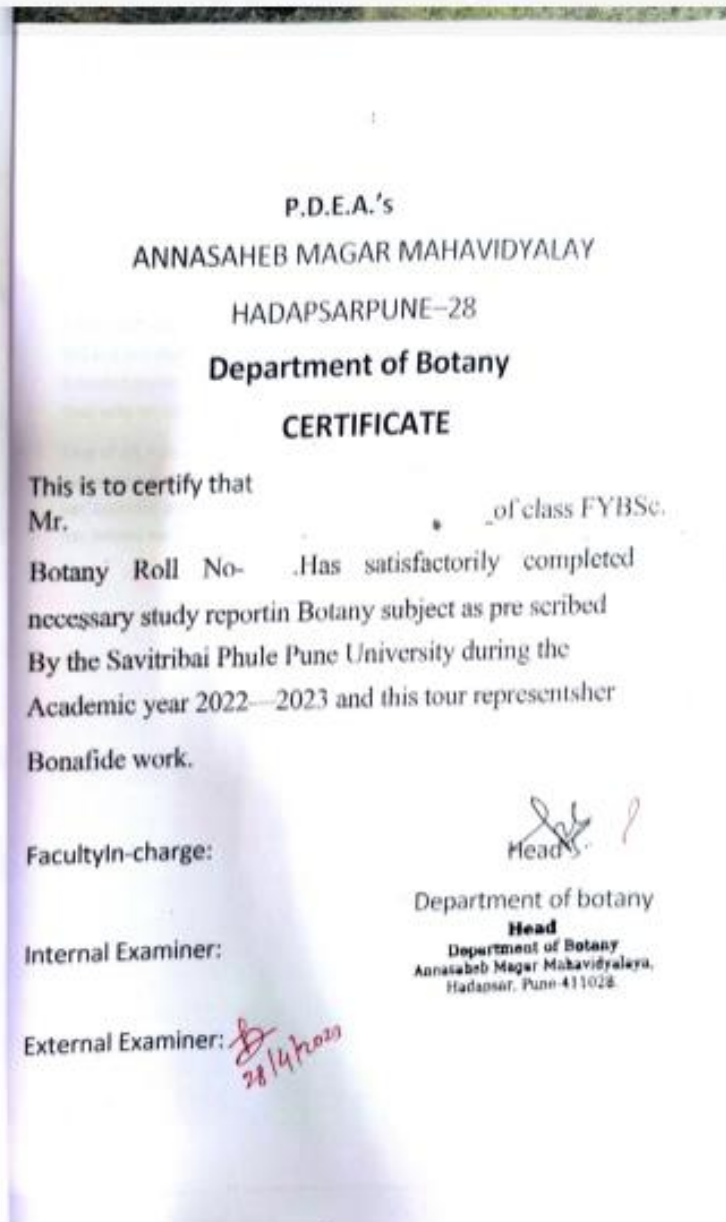 P.D.E.A.'s
ANNASAHEB MAGAR MAHAVIDYALAY
HADAPSARPUNE–28
Department of Botany
CERTIFICATE
This is to certify that
Mr. _of class FYBSc.
Botany Roll No- .Has satisfactorily completed
necessary study reportin Botany subject as pre scribed
By the Savitribai Phule Pune University during the
Academic year 2022—2023 and this tour representsher
Bonafide work.
FacultyIn-charge:
Head
Department of botany
Head
Department of Botany
Annasaheb Magar Mahavidyalaya,
Hadapsar, Pune-411028.
Internal Examiner:
External Examiner:
28/4/2023